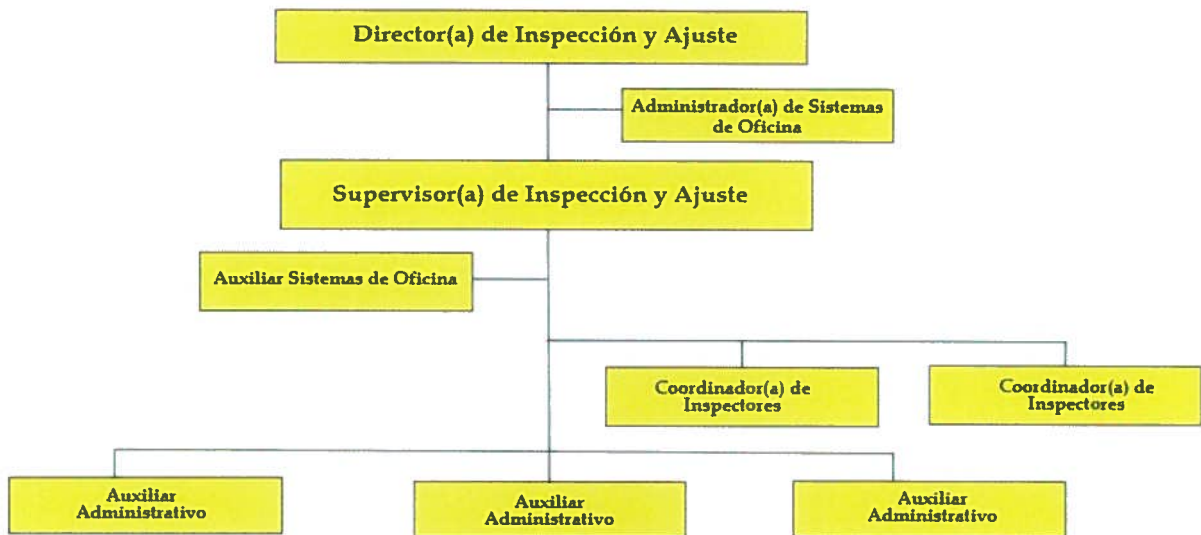 Director(a) de Inspección y Ajuste
Administrador(a) de Sistemas
de Oficina
Supervisor(a) de Inspección y Ajuste
Auxiliar Sistemas de Oficina
Coordinador(a) de
Inspectores
Coordinador(a) de
Inspectores
Auxiliar
Administrativo
Auxiliar
Administrativo
Auxiliar
Administrativo